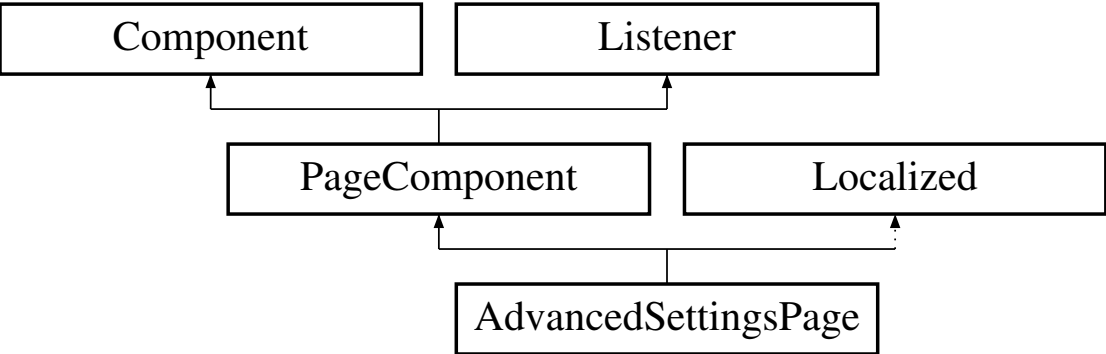 Component
Listener
PageComponent
Localized
AdvancedSettingsPage